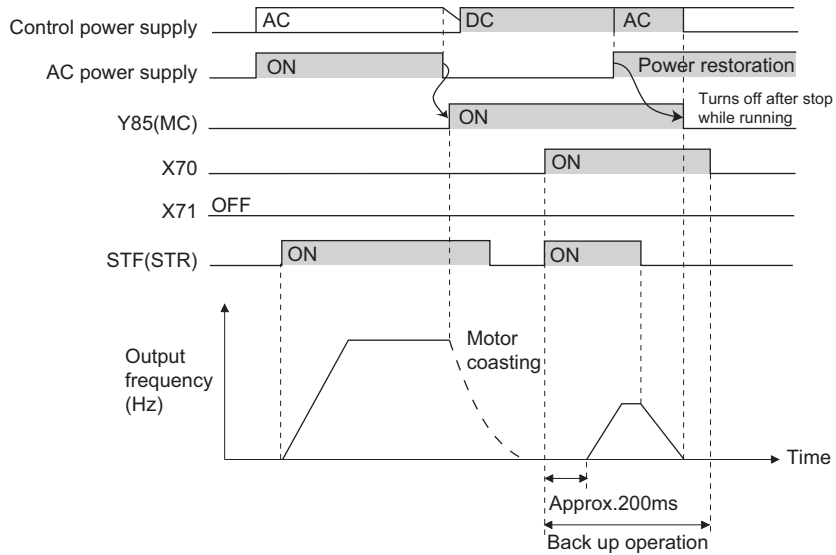 Control power supply
AC
DC
AC
AC power supply
ON
Power restoration
Turns off after stop
while running
Y85(MC)
ON
X70
ON
X71
OFF
STF(STR)
ON
ON
Output
frequency
(Hz)
Motor
coasting
Time
Approx.200ms
Back up operation